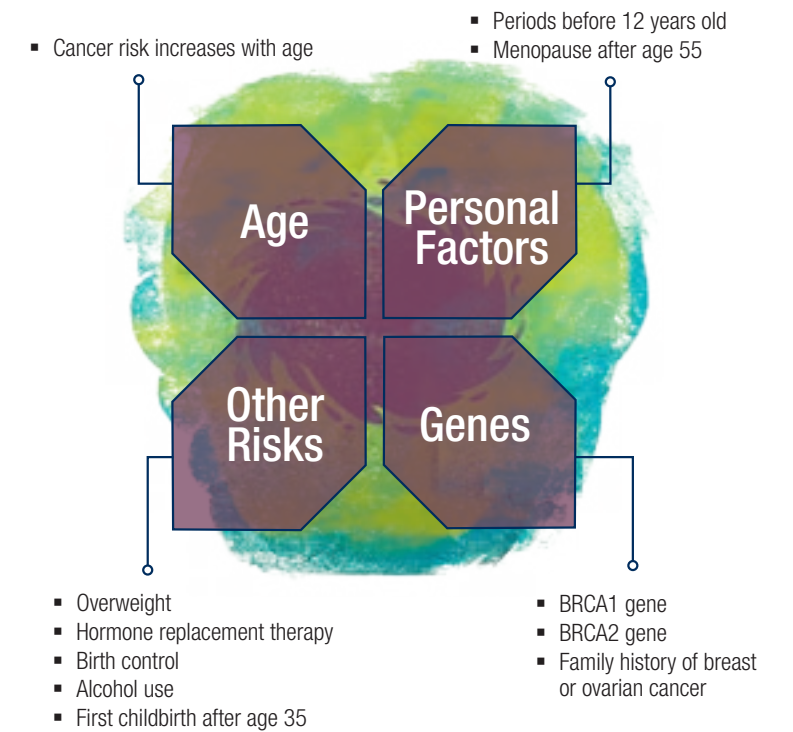 ▪ Cancer risk increases with age
▪ Periods before 12 years old
▪ Menopause after age 55
Age
Personal
Factors
Other
Risks
Genes
▪ Overweight
▪ Hormone replacement therapy
▪ Birth control
▪ Alcohol use
▪ First childbirth after age 35
▪ BRCA1 gene
▪ BRCA2 gene
▪ Family history of breast
or ovarian cancer